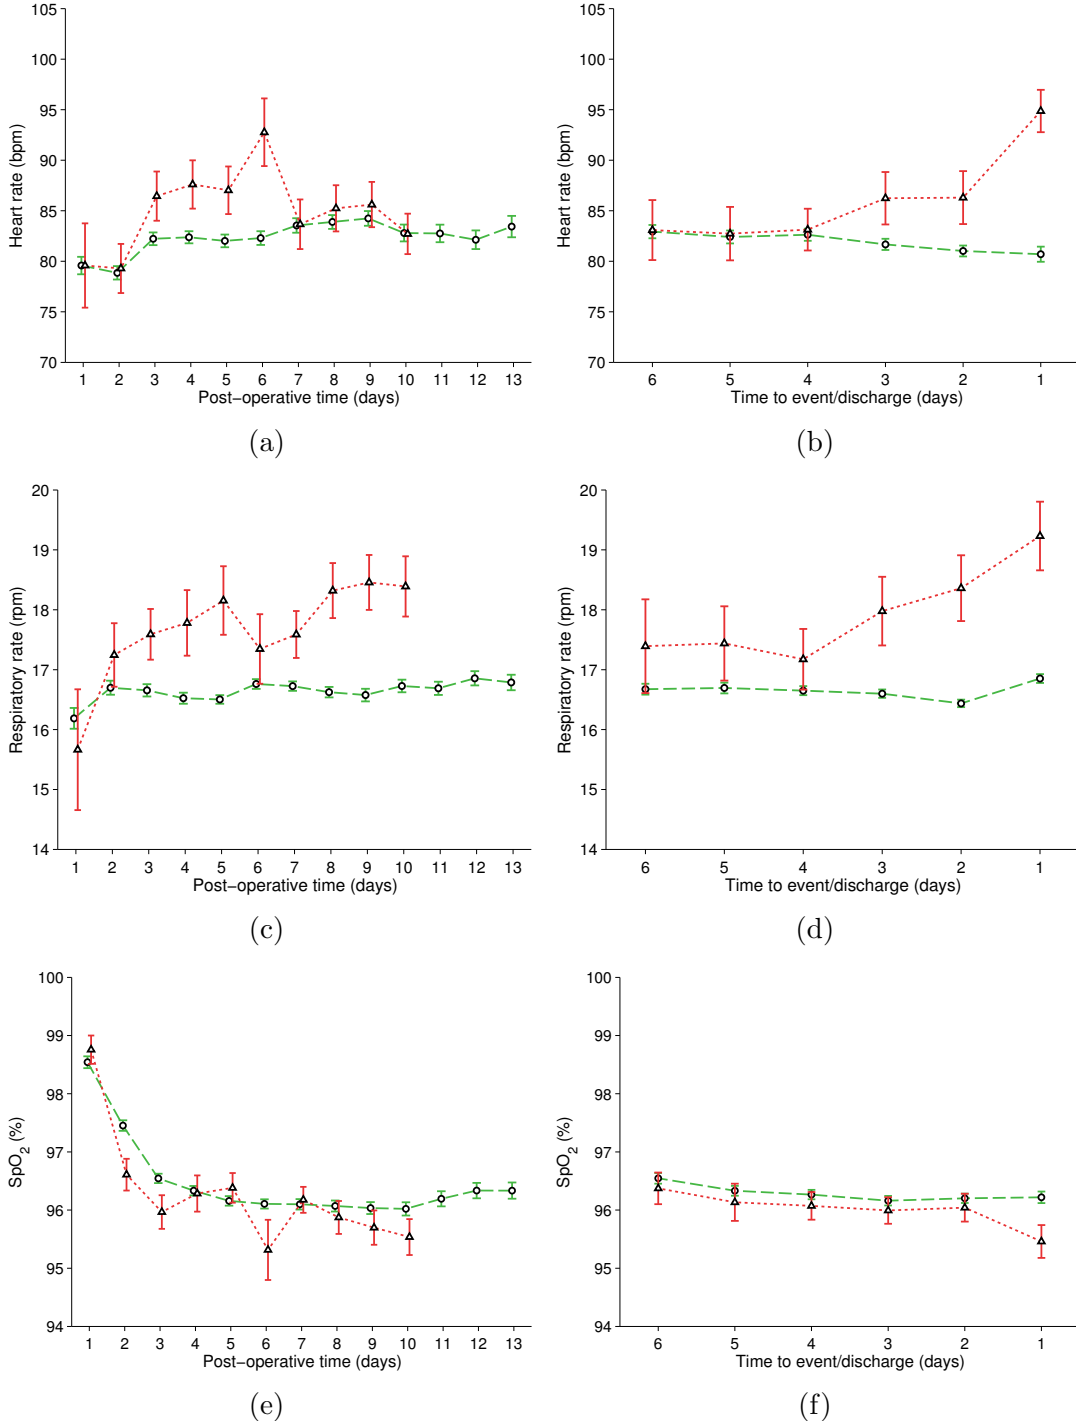 105
100
95
90
85
80
75
70
Heart rate (bpm)
1 2 3 4 5 6 7 8 9 10 11 12 13
Post−operative time (days)
(a)
105
100
95
90
85
80
75
70
Heart rate (bpm)
6 5 4 3 2 1
Time to event/discharge (days)
(b)
20
19
18
17
16
15
14
Respiratory rate (rpm)
1 2 3 4 5 6 7 8 9 10 11 12 13
Post−operative time (days)
(c)
20
19
18
17
16
15
14
Respiratory rate (rpm)
6 5 4 3 2 1
Time to event/discharge (days)
(d)
100
99
98
97
96
95
94
SpO2 (%)
1 2 3 4 5 6 7 8 9 10 11 12 13
Post−operative time (days)
(e)
100
99
98
97
96
95
94
SpO2 (%)
6 5 4 3 2 1
Time to event/discharge (days)
(f)